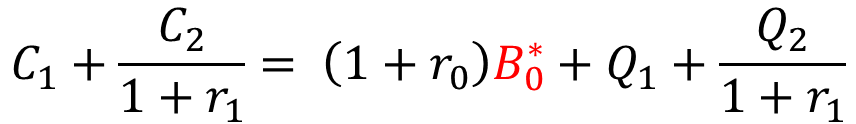 C₁ + C₂/(1 + r₁) = (1 + r₀)B₀* + Q₁ + Q₂/(1 + r₁)